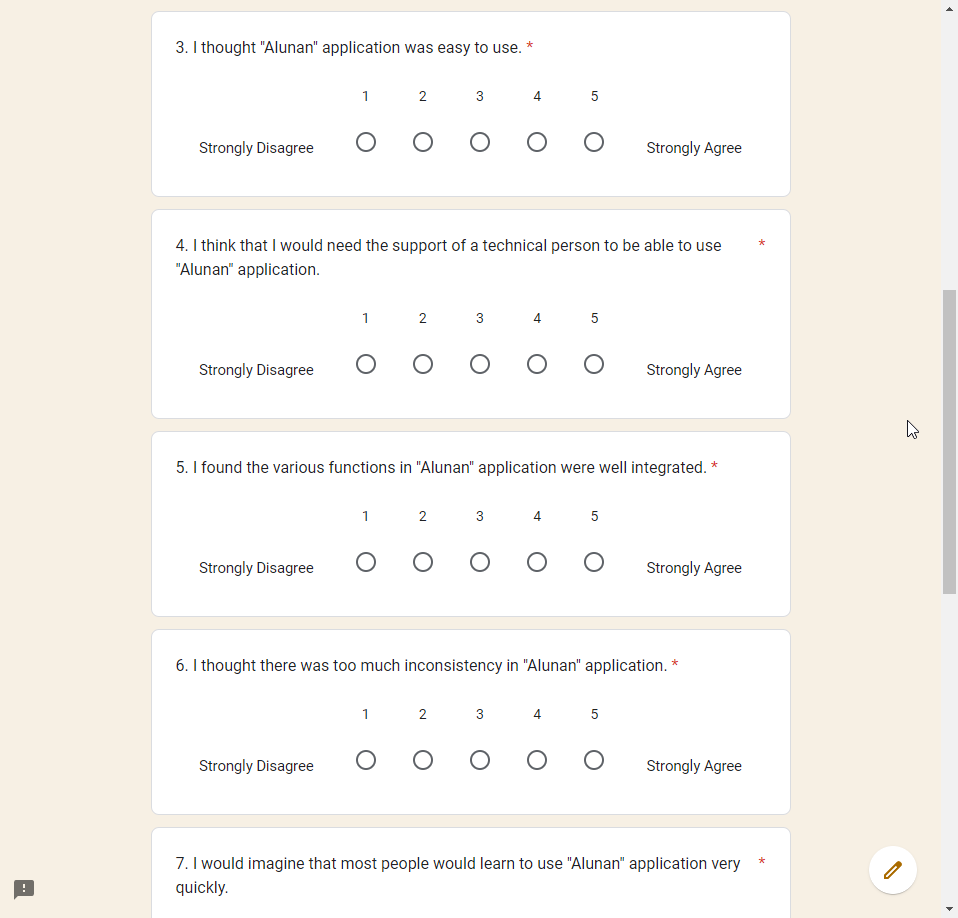 3. I thought "Alunan" application was easy to use. *
1 2 3 4 5
Strongly Disagree Strongly Agree
4. I think that I would need the support of a technical person to be able to use *
"Alunan" application.
1 2 3 4 5
Strongly Disagree Strongly Agree
5. I found the various functions in "Alunan" application were well integrated. *
1 2 3 4 5
Strongly Disagree Strongly Agree
6. I thought there was too much inconsistency in "Alunan" application. *
1 2 3 4 5
Strongly Disagree Strongly Agree
7. I would imagine that most people would learn to use "Alunan" application very *
quickly.